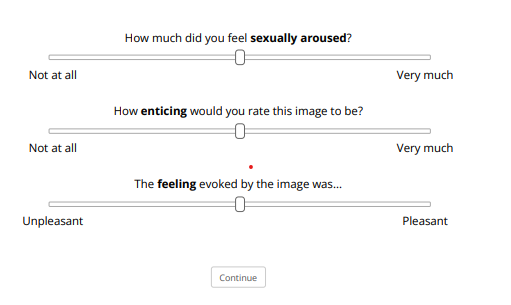 How much did you feel sexually aroused?
Not at all Very much
How enticing would you rate this image to be?
Not at all Very much
The feeling evoked by the image was...
Unpleasant Pleasant
Continue